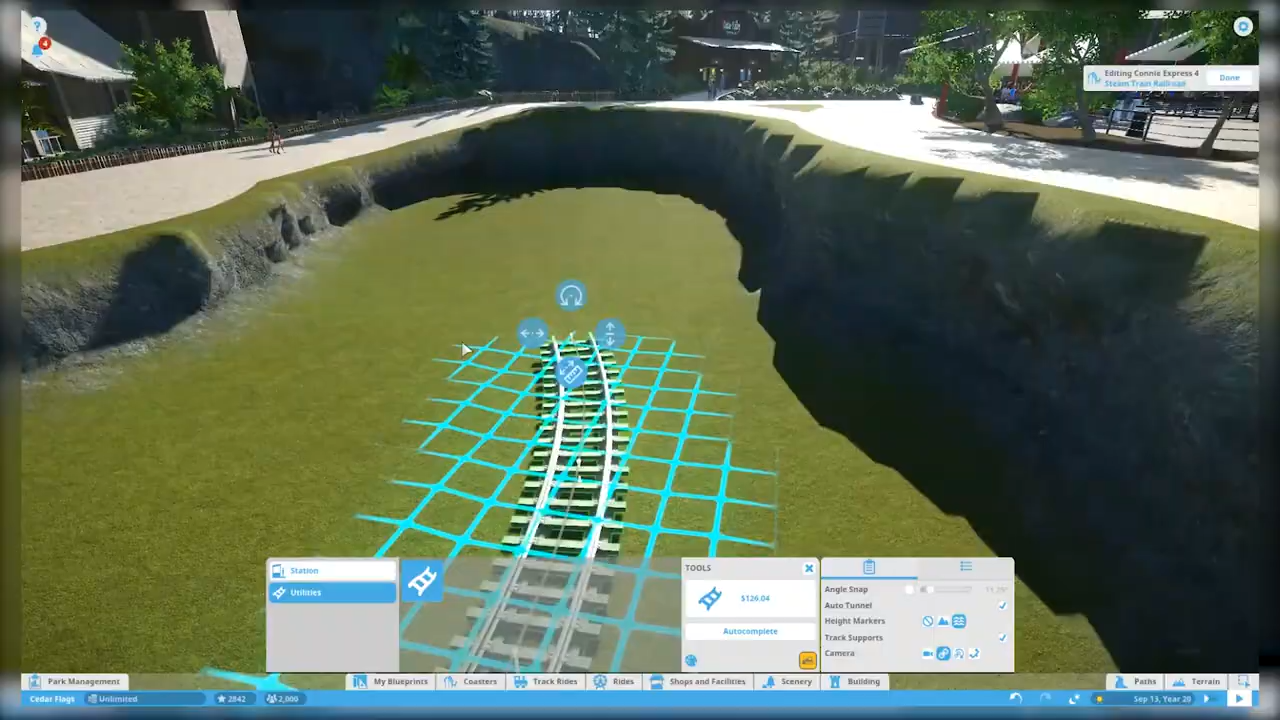 ?
4
Editing Connie Express 4
Steam Train Railroad
Done
Station
Utilities
TOOLS
$126.04
Autocomplete
Angle Snap
Auto Tunnel
Height Markers
Track Supports
Camera
Park Management
My Blueprints
Coasters
Track Rides
Rides
Shops and Facilities
Scenery
Building
Paths
Terrain
Cedar Flags
Unlimited
2842
2,000
Sep 13, Year 20